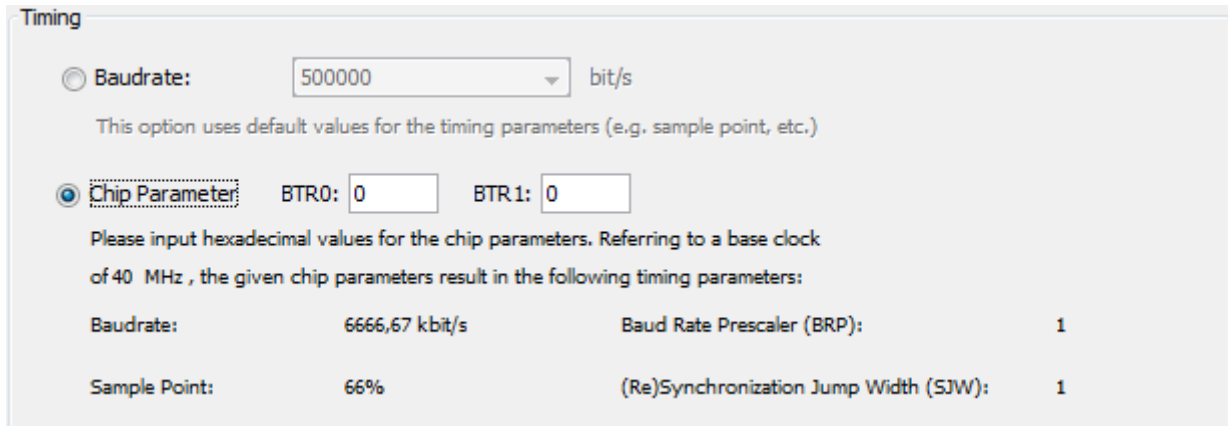 Timing
Baudrate: 500000 bit/s
This option uses default values for the timing parameters (e.g. sample point, etc.)
Chip Parameter BTR0: 0 BTR1: 0
Please input hexadecimal values for the chip parameters. Referring to a base clock
of 40 MHz , the given chip parameters result in the following timing parameters:
Baudrate: 6666,67 kbit/s Baud Rate Prescaler (BRP): 1
Sample Point: 66% (Re)Synchronization Jump Width (SJW): 1